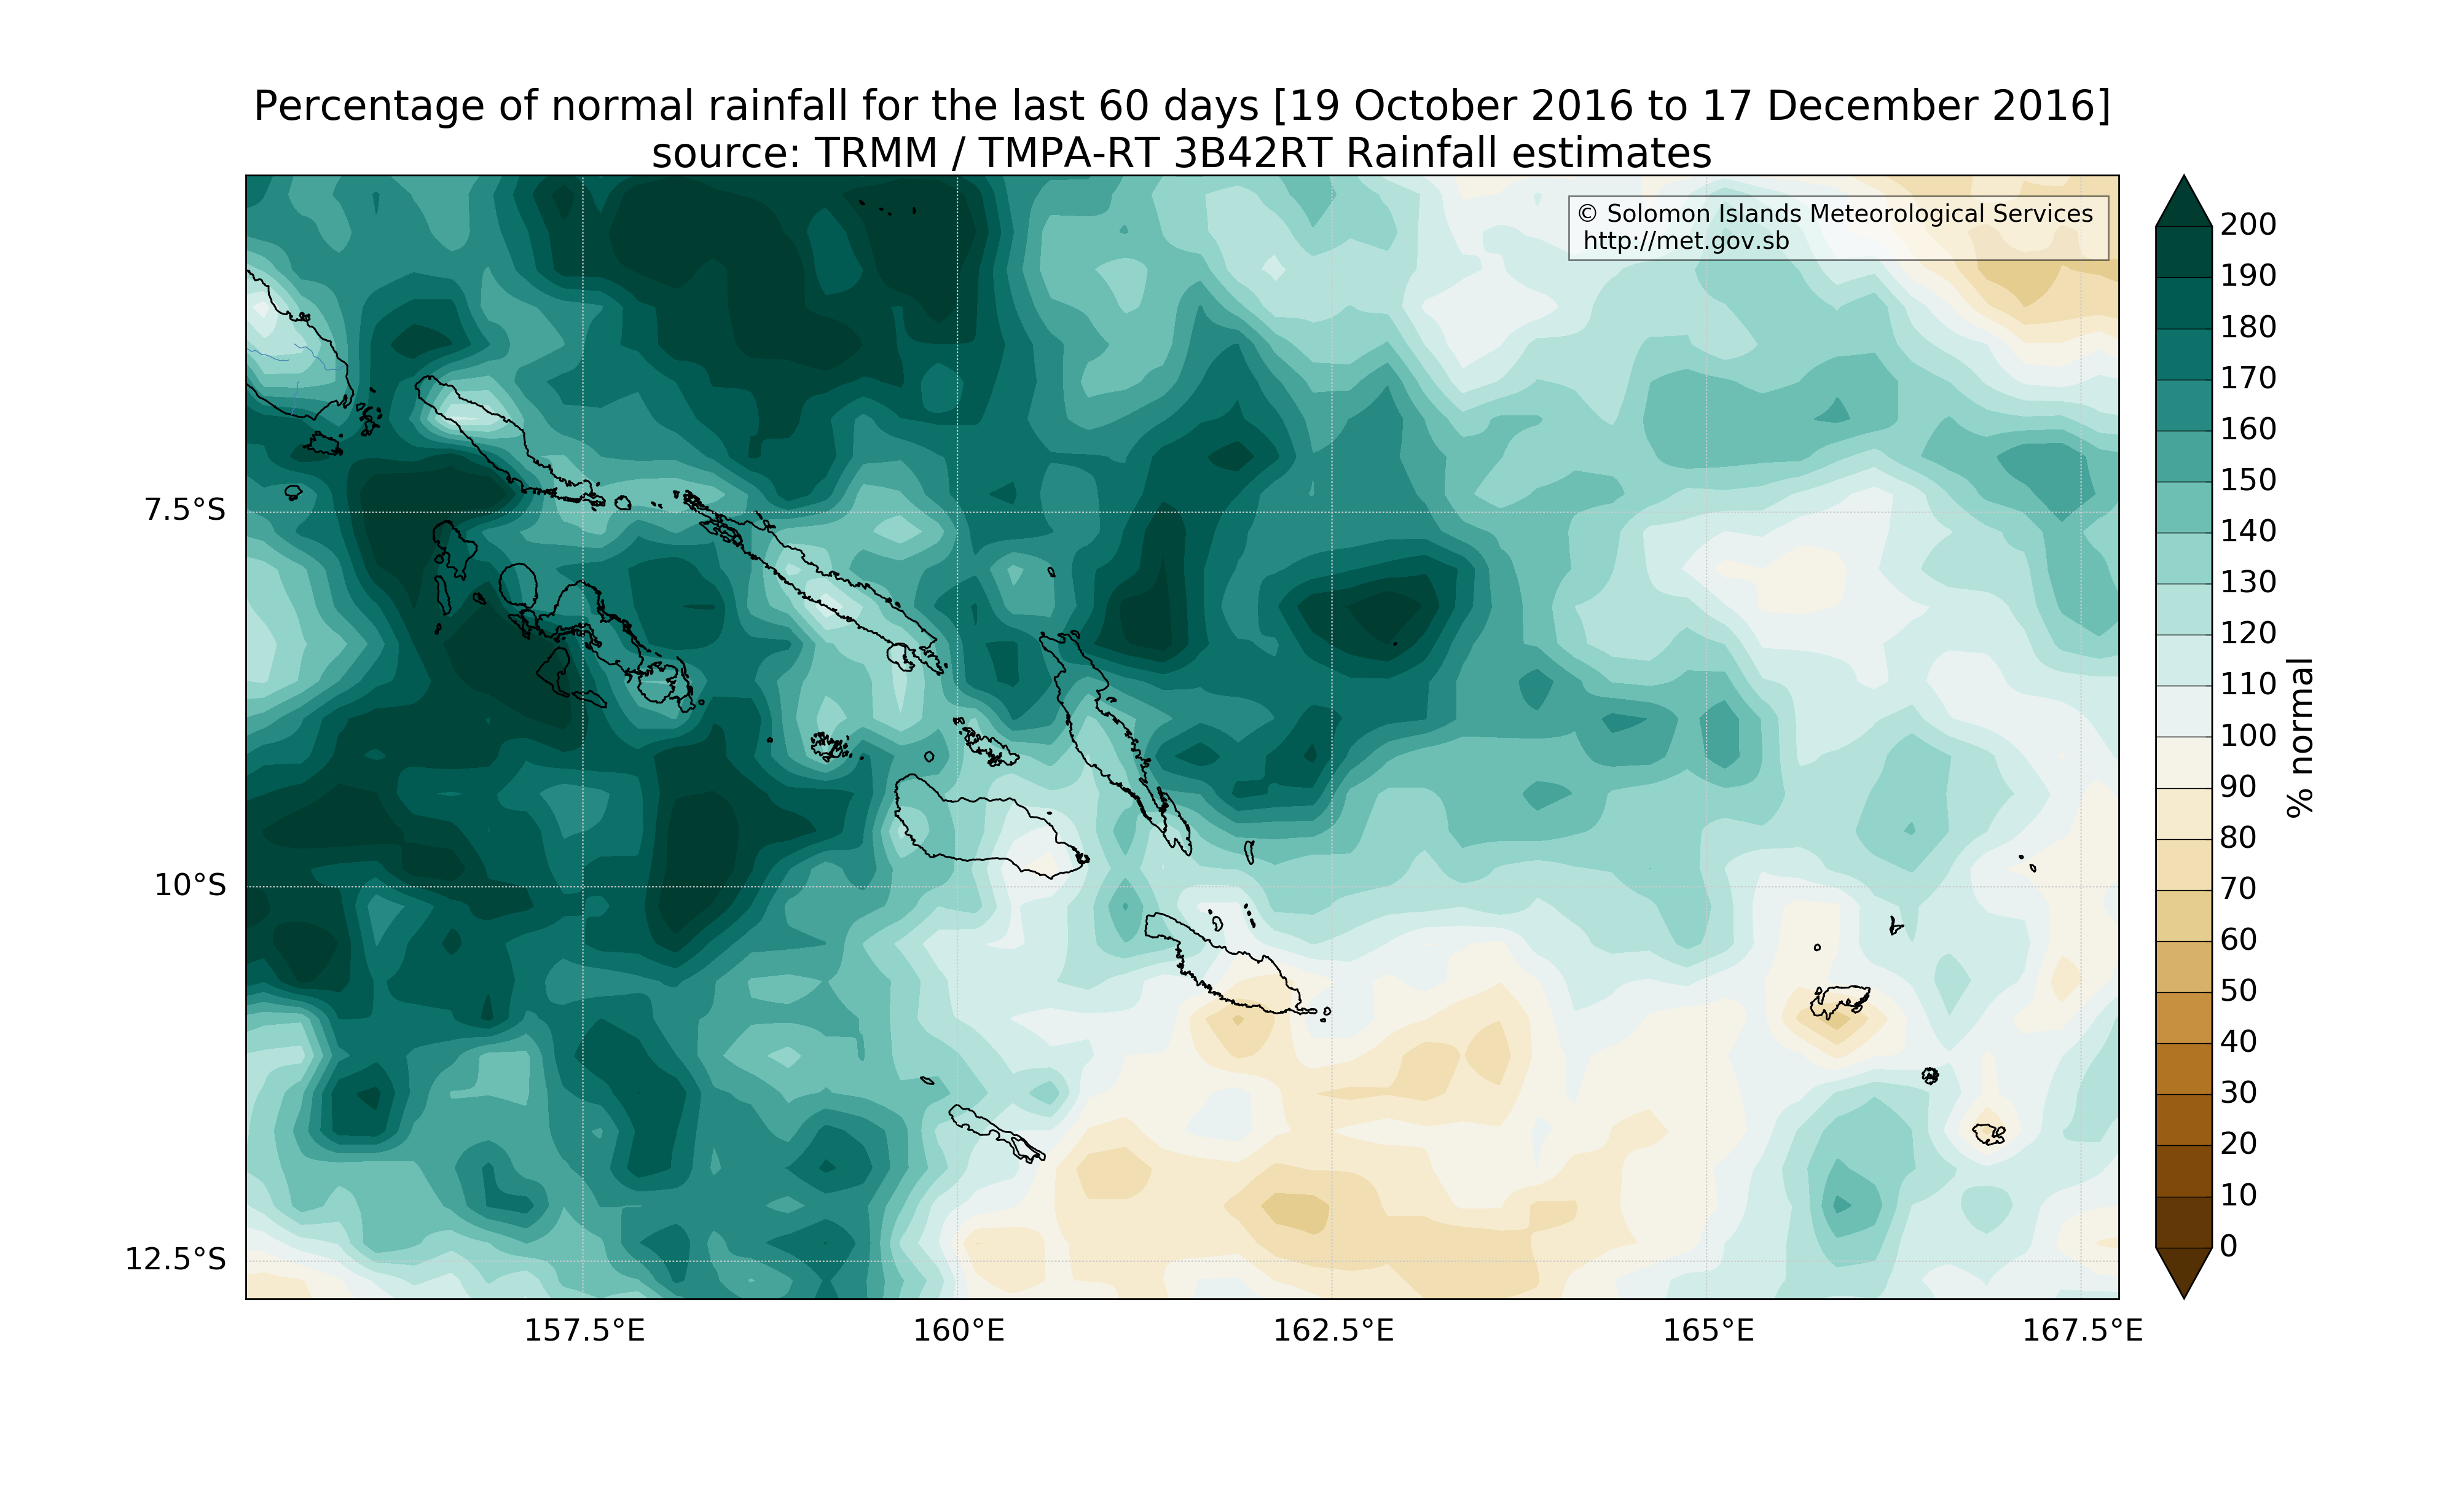 Percentage of normal rainfall for the last 60 days [19 October 2016 to 17 December 2016]
source: TRMM / TMPA-RT 3B42RT Rainfall estimates
© Solomon Islands Meteorological Services
http://met.gov.sb
7.5°S
10°S
12.5°S
157.5°E
160°E
162.5°E
165°E
167.5°E
200
190
180
170
160
150
140
130
120
110
100
90
80
70
60
50
40
30
20
10
0
% normal